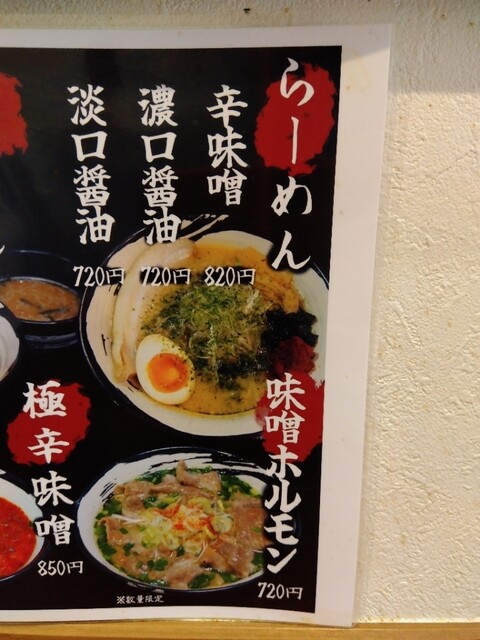 らーめん
辛味噌
820円
濃口醤油
720円
淡口醤油
720円
味噌ホルモン
720円
※数量限定
極辛味噌
850円